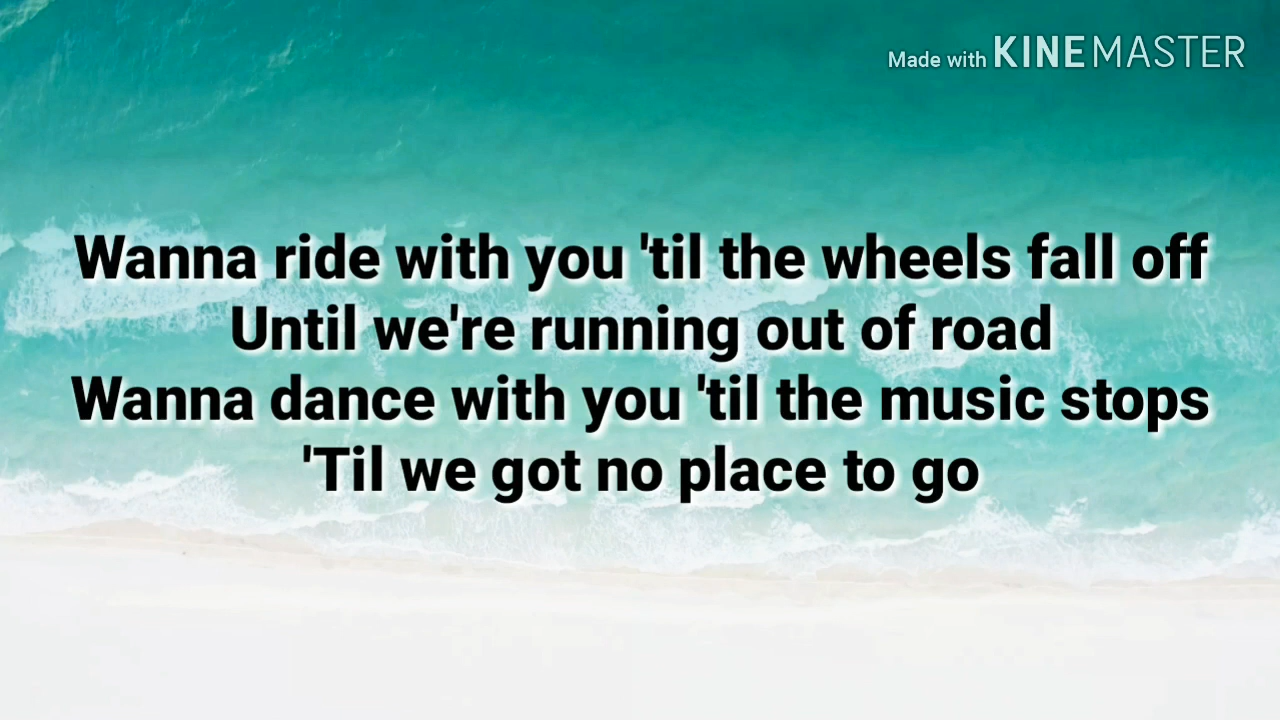 Made with KINEMASTER
Wanna ride with you 'til the wheels fall off
Until we're running out of road
Wanna dance with you 'til the music stops
'Til we got no place to go